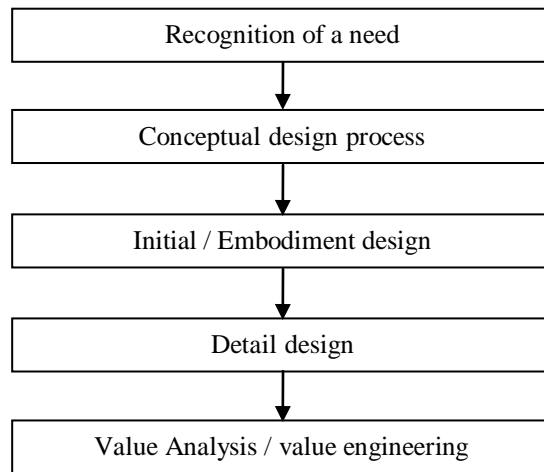 Recognition of a need
Conceptual design process
Initial / Embodiment design
Detail design
Value Analysis / value engineering